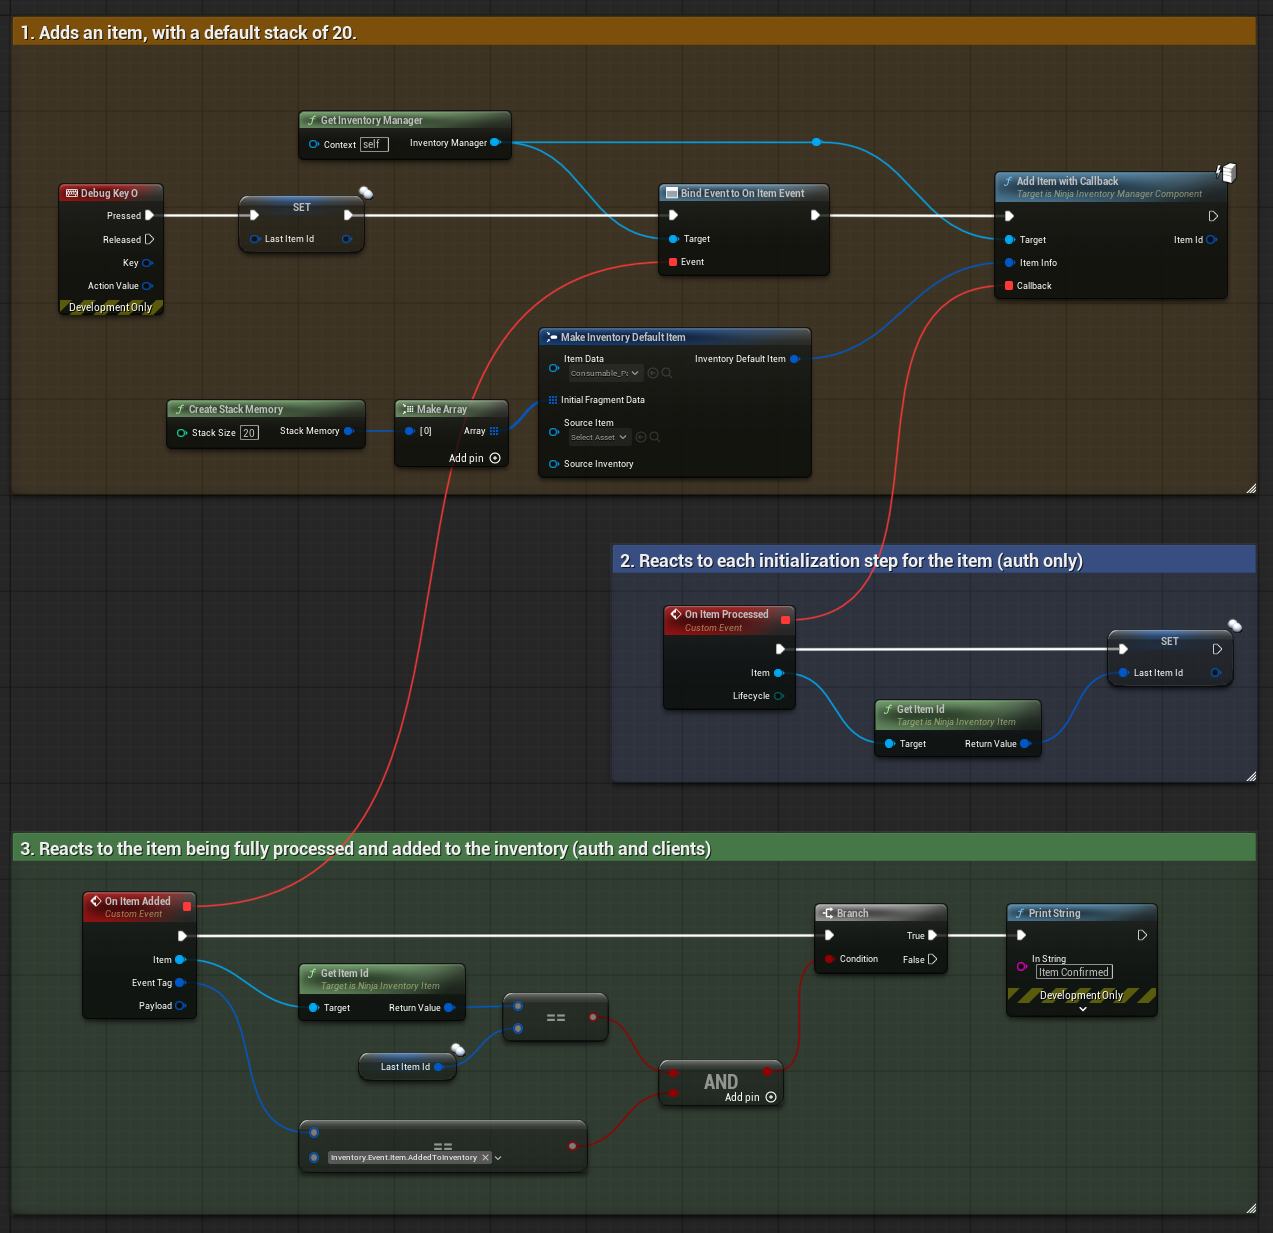 1. Adds an item, with a default stack of 20.
Get Inventory Manager
Context self
Inventory Manager
Debug Key O
Pressed
Released
Key
Action Value
Development Only
SET
Last Item Id
Bind Event to On Item Event
Target
Event
Add Item with Callback
Target is Ninja Inventory Manager Component
Target
Item Id
Item Info
Callback
Make Inventory Default Item
Item Data
Inventory Default Item
Initial Fragment Data
Source Item
Select Asset
Source Inventory
Create Stack Memory
Stack Size 20
Stack Memory
Make Array
[0]
Array
Add pin
2. Reacts to each initialization step for the item (auth only)
On Item Processed
Custom Event
Item
Lifecycle
Get Item Id
Target is Ninja Inventory Item
Target
Return Value
SET
Last Item Id
3. Reacts to the item being fully processed and added to the inventory (auth and clients)
On Item Added
Custom Event
Item
Event Tag
Payload
Get Item Id
Target is Ninja Inventory Item
Target
Return Value
Last Item Id
==
==
Inventory.Event.Item.AddedToInventory
AND
Add pin
Branch
True
Condition
False
Print String
In String
Item Confirmed
Development Only